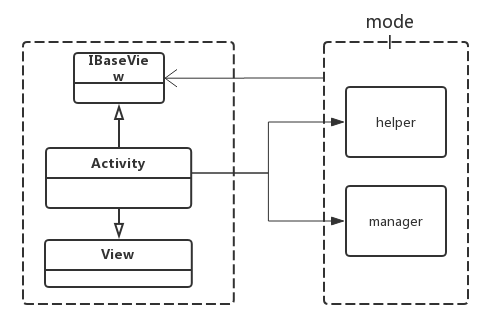 mode
IBaseVie
w
helper
Activity
manager
View